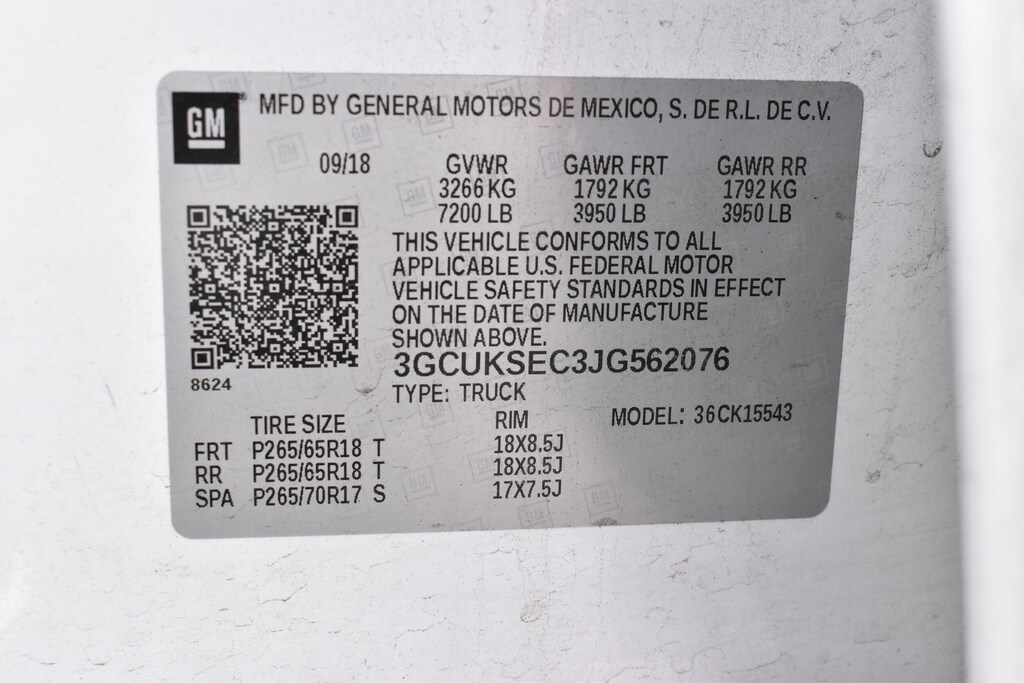 GM® MFD BY GENERAL MOTORS DE MEXICO, S. DE R.L. DE C.V.
09/18 GVWR GAWR FRT GAWR RR
3266 KG 1792 KG 1792 KG
7200 LB 3950 LB 3950 LB
THIS VEHICLE CONFORMS TO ALL
APPLICABLE U.S. FEDERAL MOTOR
VEHICLE SAFETY STANDARDS IN EFFECT
ON THE DATE OF MANUFACTURE
SHOWN ABOVE.
3GCUKSEC3JG562076
8624
TYPE: TRUCK
TIRE SIZE RIM MODEL: 36CK15543
FRT P265/65R18 T 18X8.5J
RR P265/65R18 T 18X8.5J
SPA P265/70R17 S 17X7.5J